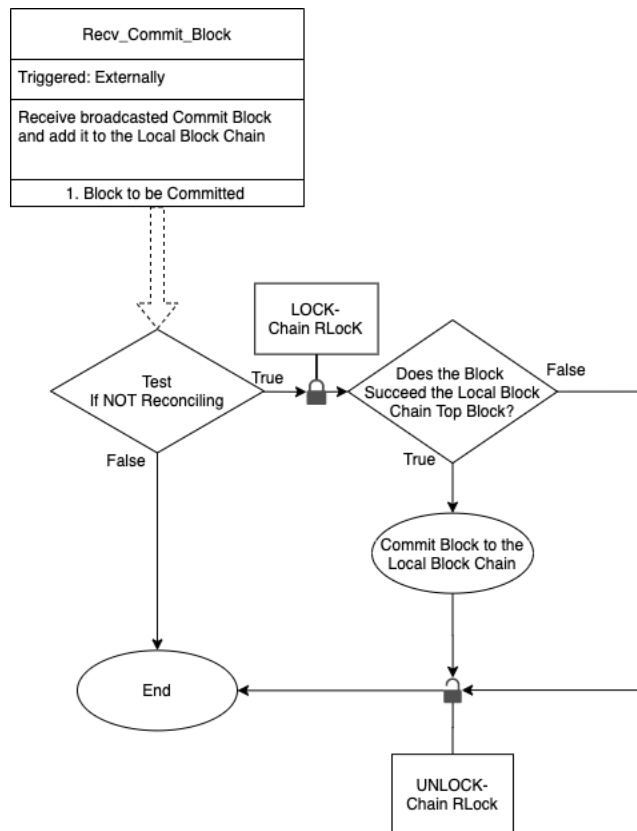 Recv_Commit_Block
Triggered: Externally
Receive broadcasted Commit Block
and add it to the Local Block Chain
1. Block to be Committed
LOCK-
Chain RLocK
Test
If NOT Reconciling
True
Does the Block
Succeed the Local Block
Chain Top Block?
False
False
True
Commit Block to the
Local Block Chain
End
UNLOCK-
Chain RLock